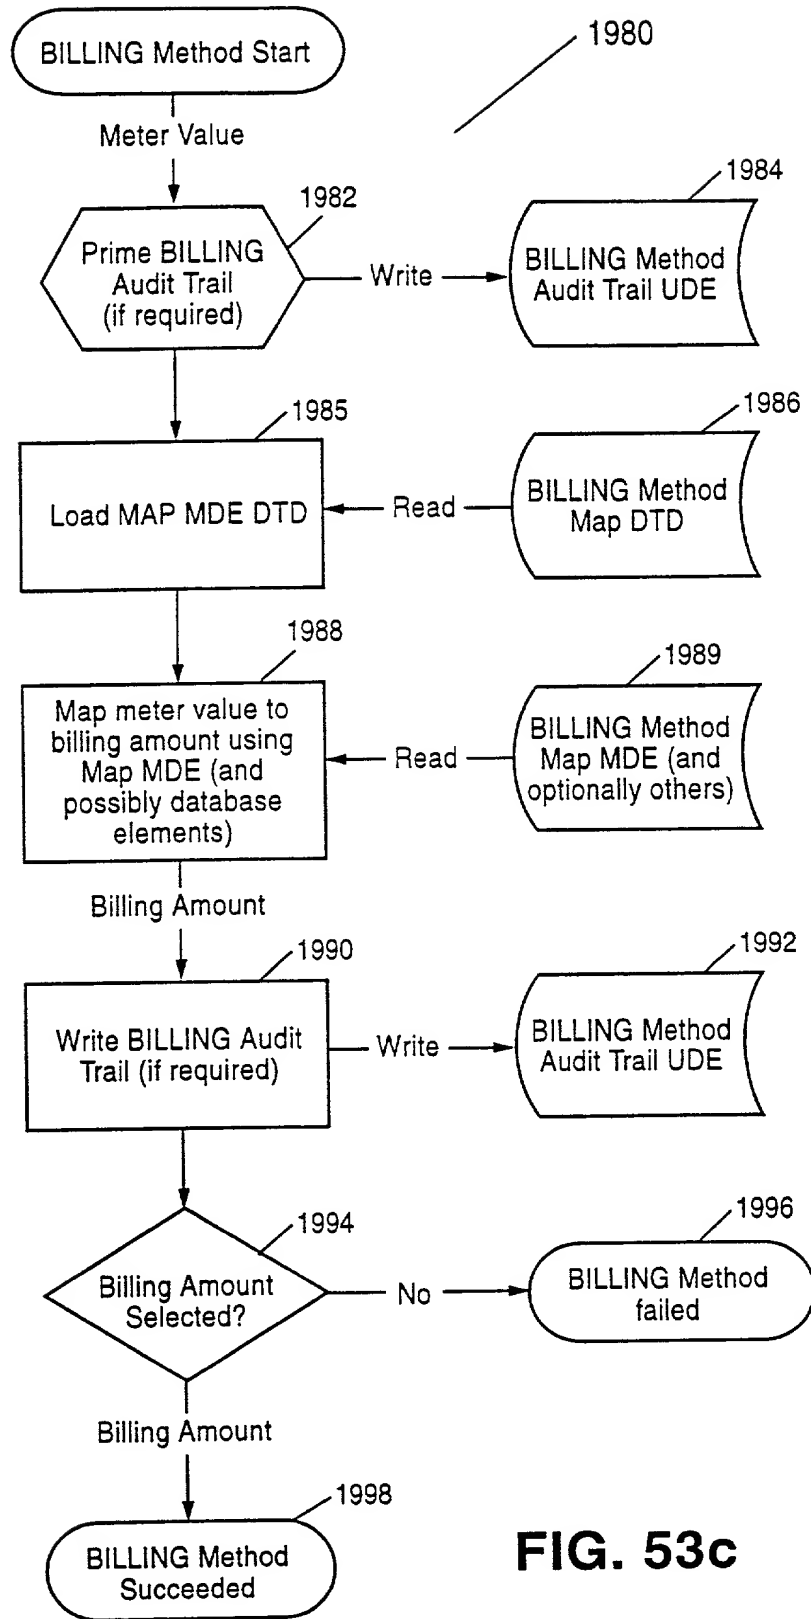 BILLING Method Start
1980
Meter Value
1982
1984
Prime BILLING
Audit Trail
(if required)
Write
BILLING Method
Audit Trail UDE
1985
1986
Load MAP MDE DTD
Read
BILLING Method
Map DTD
1988
1989
Map meter value to
billing amount using
Map MDE (and
possibly database
elements)
Read
BILLING Method
Map MDE (and
optionally others)
Billing Amount
1990
1992
Write BILLING Audit
Trail (if required)
Write
BILLING Method
Audit Trail UDE
1994
1996
Billing Amount
Selected?
No
BILLING Method
failed
Billing Amount
1998
BILLING Method
Succeeded
FIG. 53c